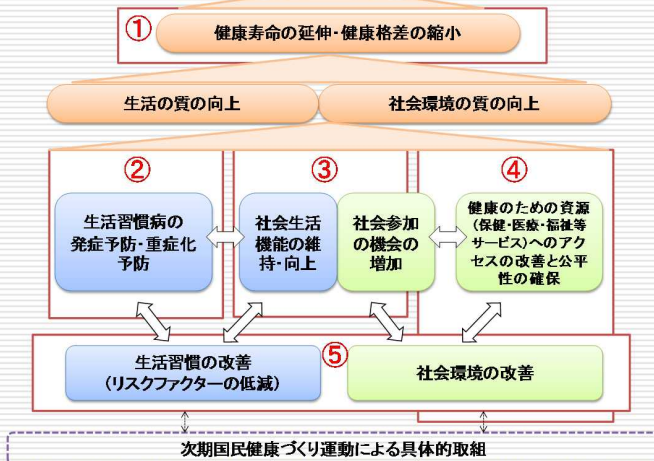 ①
健康寿命の延伸・健康格差の縮小
生活の質の向上
社会環境の質の向上
②
③
④
生活習慣病の
発症予防・重症化
予防
社会生活
機能の維
持・向上
社会参加
の機会の
増加
健康のための資源
(保健・医療・福祉等
サービス)へのアク
セスの改善と公平
性の確保
⑤
生活習慣の改善
(リスクファクターの低減)
社会環境の改善
次期国民健康づくり運動による具体的取組